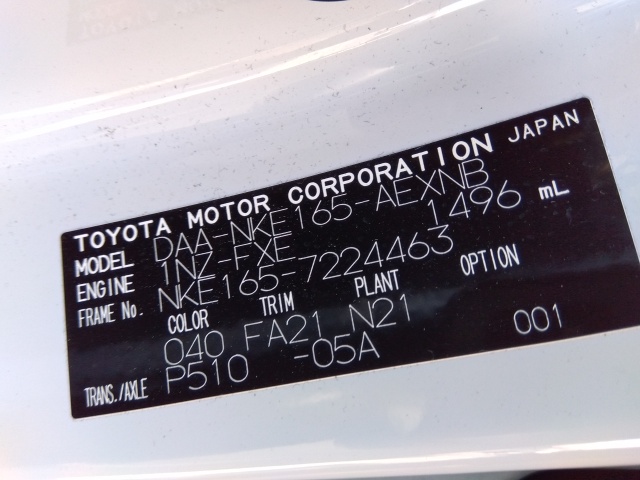 TOYOTA MOTOR CORPORATION JAPAN
MODEL DAA-NKE165-AEXNB
ENGINE 1NZ-FXE 1496 mL
FRAME No. NKE165-7224463
COLOR TRIM PLANT OPTION
040 FA21 N21
TRANS./AXLE P510 -05A 001